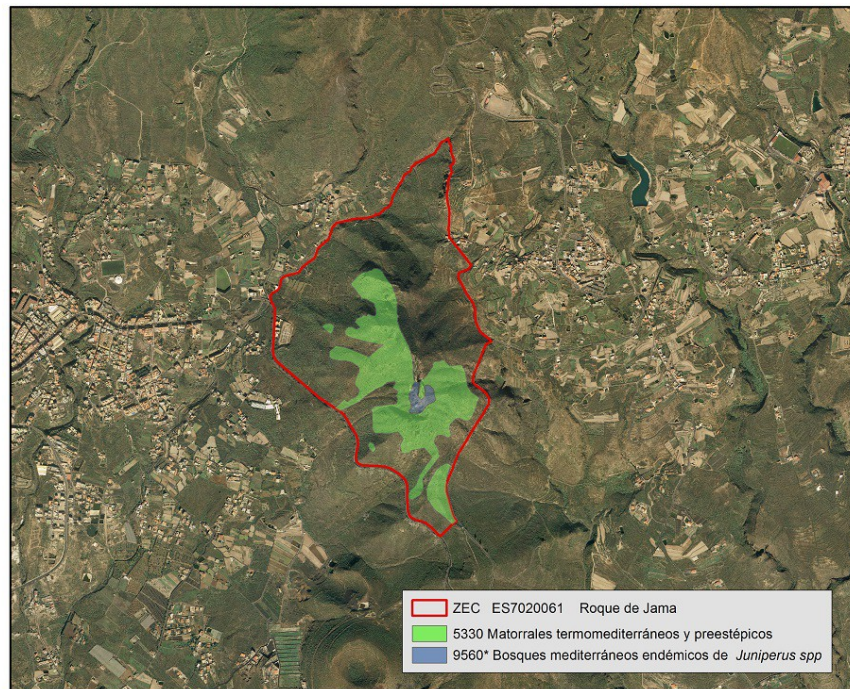 ZEC ES7020061 Roque de Jama
5330 Matorrales termomediterráneos y preestépicos
9560* Bosques mediterráneos endémicos de Juniperus spp